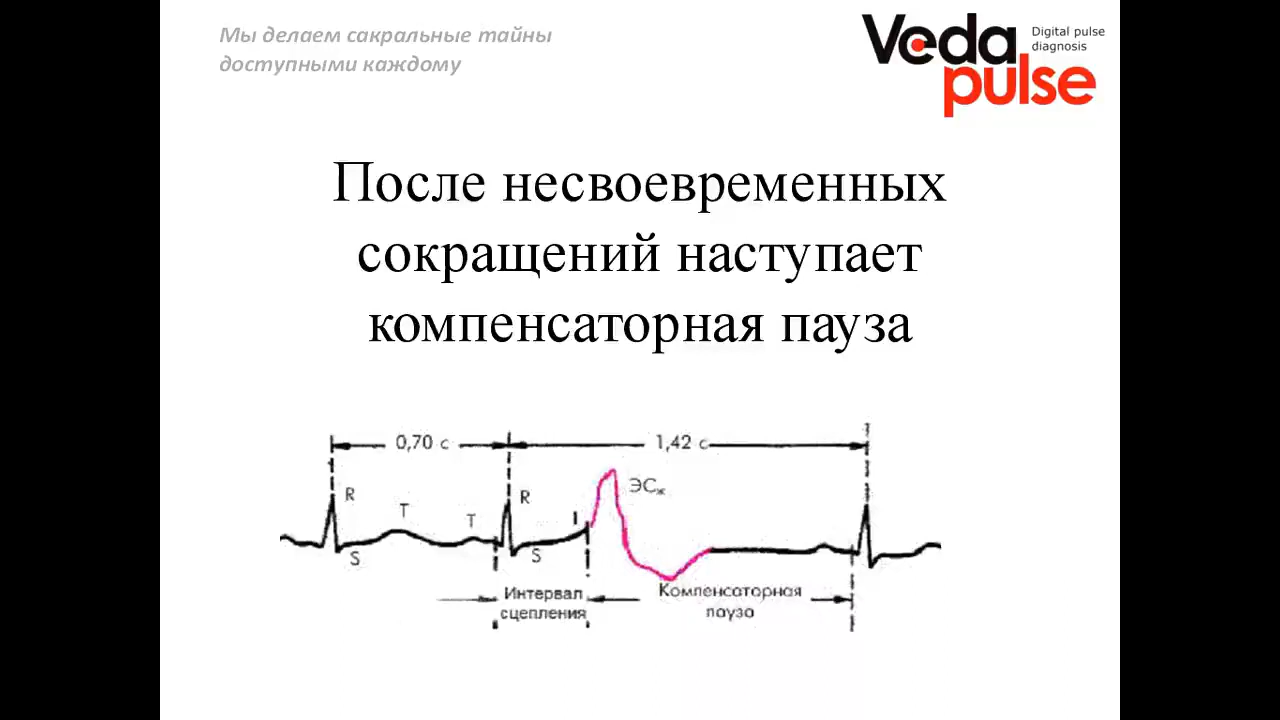 Мы делаем сакральные тайны
доступными каждому
Veda
pulse
Digital pulse
diagnosis
После несвоевременных
сокращений наступает
компенсаторная пауза
0,70 с
1,42 с
R
S
T
T
R
S
ЭСж
Интервал
сцепления
Компенсаторная
пауза